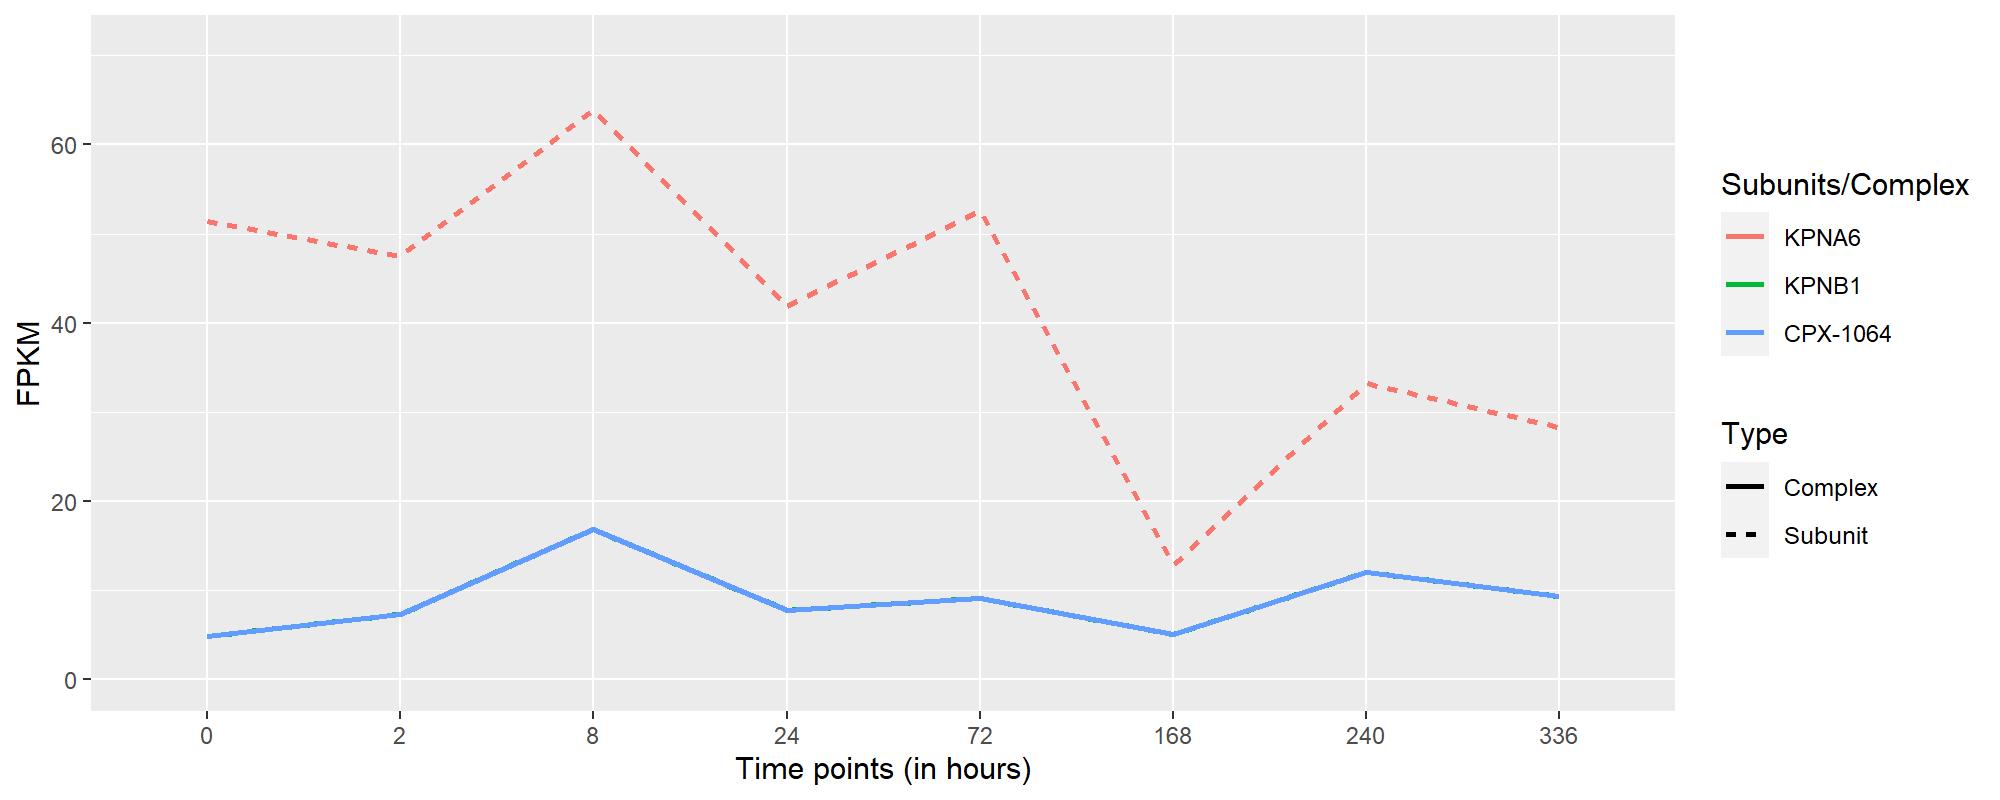 FPKM
60
40
20
0
0 2 8 24 72 168 240 336
Time points (in hours)
Subunits/Complex
KPNA6
KPNB1
CPX-1064
Type
Complex
Subunit